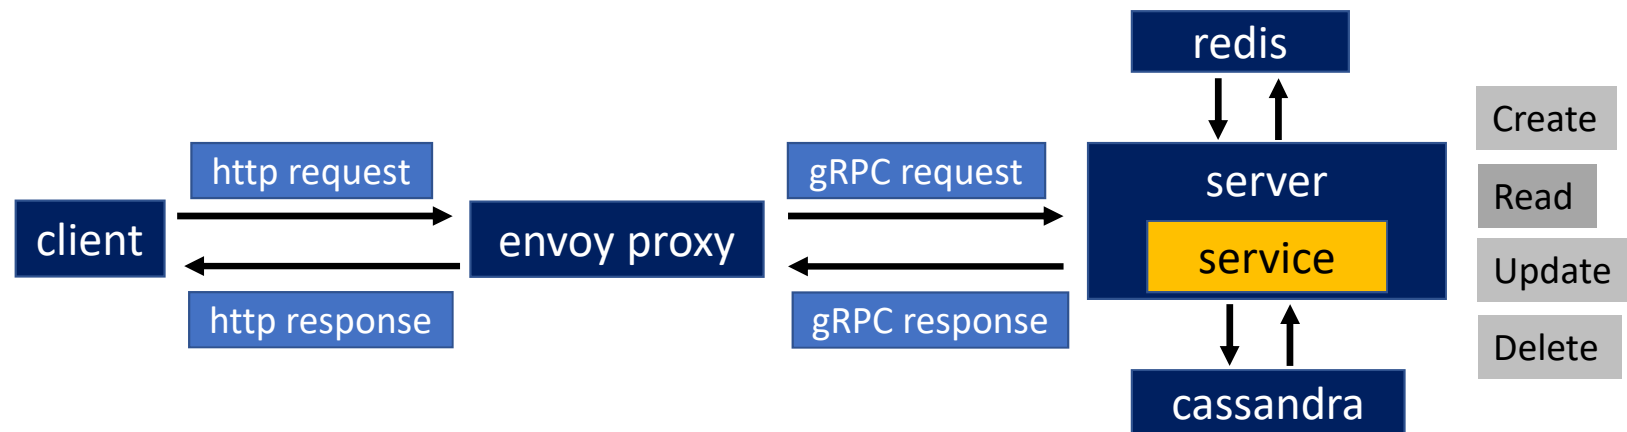 redis
Create
http request
gRPC request
server
Read
client
envoy proxy
service
Update
http response
gRPC response
Delete
cassandra